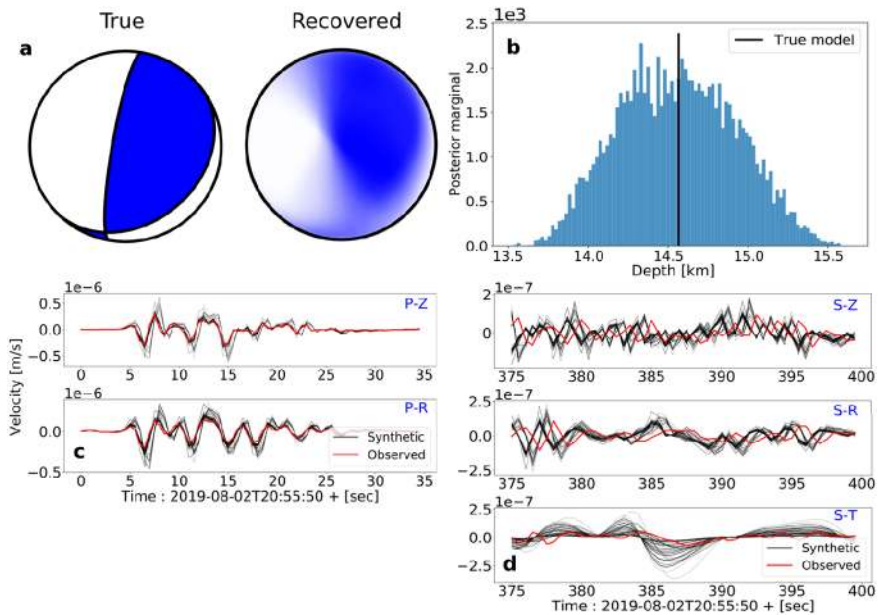 True
Recovered
a
1e3
b
True model
Posterior marginal
2.5
2.0
1.5
1.0
0.5
0.0
13.5 14.0 14.5 15.0 15.5
Depth [km]
1e-6
P-Z
0.5
0.0
−0.5
0 5 10 15 20 25 30 35
1e-6
P-R
0.0
−0.5
Velocity [m/s]
c
Synthetic
Observed
0 5 10 15 20 25 30 35
Time : 2019-08-02T20:55:50 + [sec]
1e-7
S-Z
2
0
375 380 386 390 395 400
1e-7
S-R
2.5
0.0
−2.5
375 380 386 390 395 400
1e-7
S-T
2.5
0.0
−2.5
d
Synthetic
Observed
375 380 386 390 395 400
Time : 2019-08-02T20:55:50 + [sec]